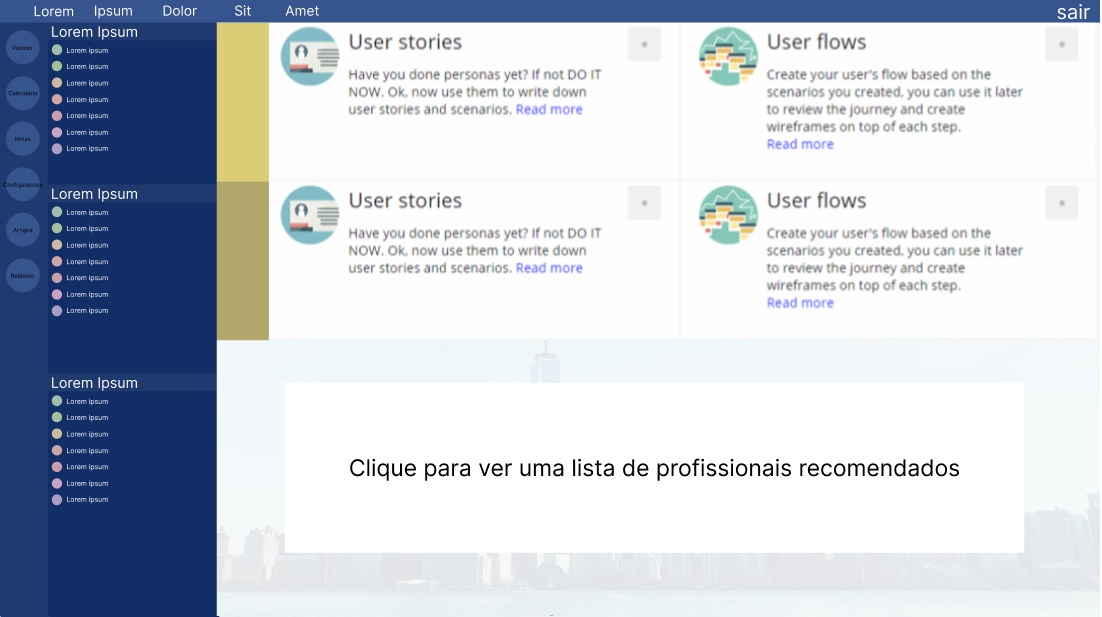 Lorem Ipsum Dolor Sit Amet sair
Planner
Calendario
Notas
Configuracoes
Artigos
Relatorio
Lorem Ipsum
Lorem ipsum
Lorem ipsum
Lorem ipsum
Lorem ipsum
Lorem ipsum
Lorem ipsum
Lorem ipsum
Lorem Ipsum
Lorem ipsum
Lorem ipsum
Lorem ipsum
Lorem ipsum
Lorem ipsum
Lorem ipsum
Lorem ipsum
Lorem Ipsum
Lorem ipsum
Lorem ipsum
Lorem ipsum
Lorem ipsum
Lorem ipsum
Lorem ipsum
Lorem ipsum
User stories
Have you done personas yet? If not DO IT
NOW. Ok, now use them to write down
user stories and scenarios. Read more
User flows
Create your user's flow based on the
scenarios you created, you can use it later
to review the journey and create
wireframes on top of each step.
Read more
User stories
Have you done personas yet? If not DO IT
NOW. Ok, now use them to write down
user stories and scenarios. Read more
User flows
Create your user's flow based on the
scenarios you created, you can use it later
to review the journey and create
wireframes on top of each step.
Read more
Clique para ver uma lista de profissionais recomendados